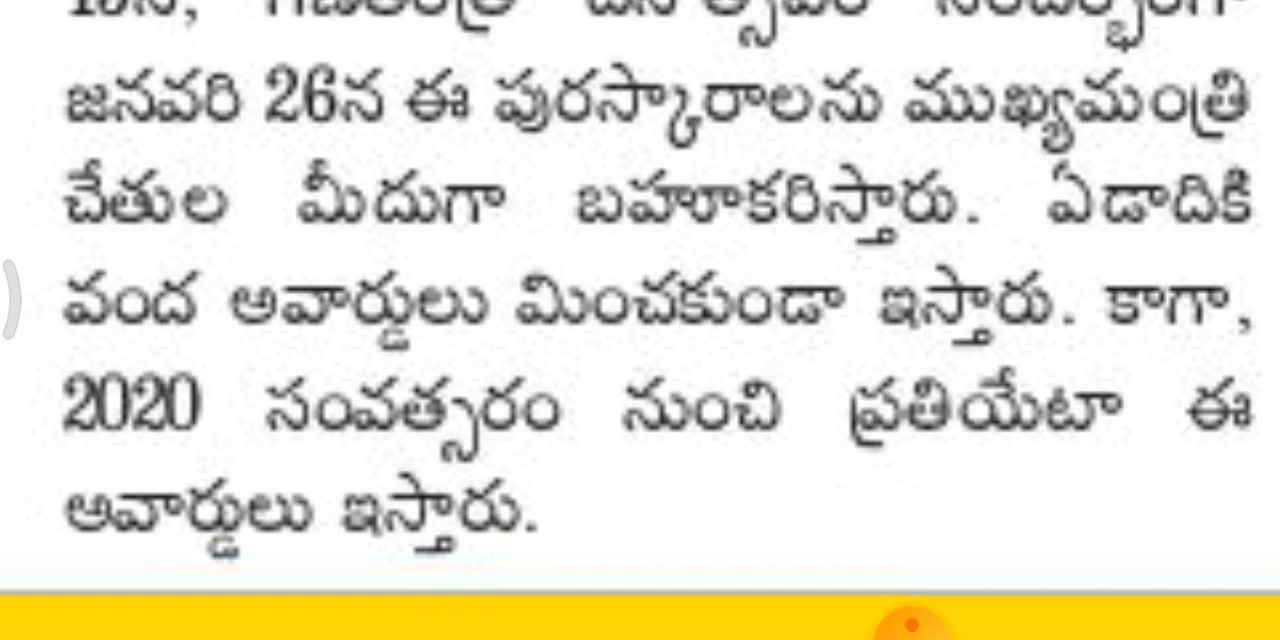 జనవరి 26న ఈ పురస్కారాలను ముఖ్యమంత్రి
చేతుల మీదుగా బహూకరిస్తారు. ఏడాదికి
వంద అవార్డులు మించకుండా ఇస్తారు. కాగా,
2020 సంవత్సరం నుంచి ప్రతియేటా ఈ
అవార్డులు ఇస్తారు.